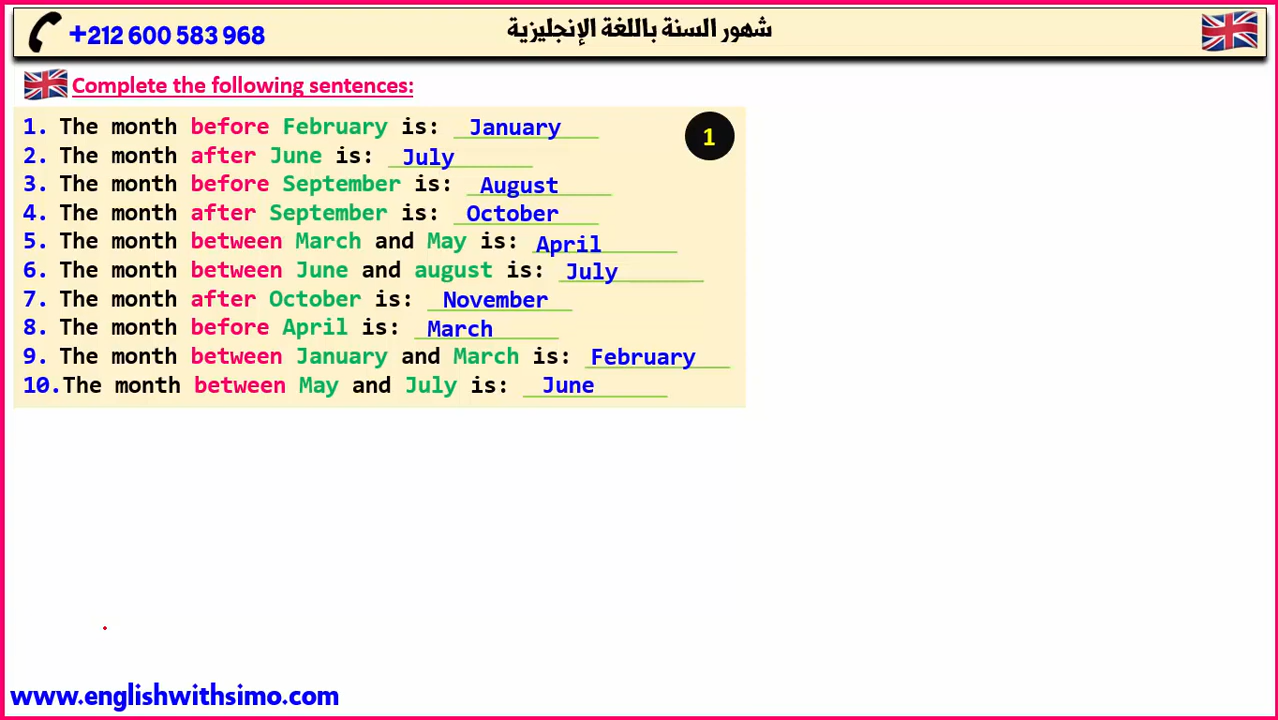 +212 600 583 968
شهور السنة باللغة الإنجليزية
Complete the following sentences:
1. The month before February is: January
1
2. The month after June is: July
3. The month before September is: August
4. The month after September is: October
5. The month between March and May is: April
6. The month between June and august is: July
7. The month after October is: November
8. The month before April is: March
9. The month between January and March is: February
10.The month between May and July is: June
www.englishwithsimo.com